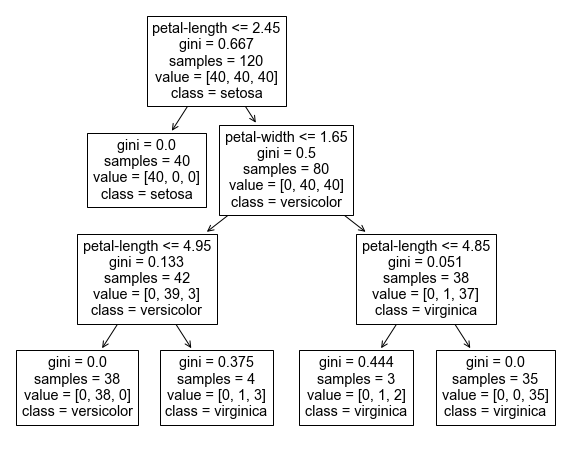 petal-length <= 2.45
gini = 0.667
samples = 120
value = [40, 40, 40]
class = setosa
gini = 0.0
samples = 40
value = [40, 0, 0]
class = setosa
petal-width <= 1.65
gini = 0.5
samples = 80
value = [0, 40, 40]
class = versicolor
petal-length <= 4.95
gini = 0.133
samples = 42
value = [0, 39, 3]
class = versicolor
petal-length <= 4.85
gini = 0.051
samples = 38
value = [0, 1, 37]
class = virginica
gini = 0.0
samples = 38
value = [0, 38, 0]
class = versicolor
gini = 0.375
samples = 4
value = [0, 1, 3]
class = virginica
gini = 0.444
samples = 3
value = [0, 1, 2]
class = virginica
gini = 0.0
samples = 35
value = [0, 0, 35]
class = virginica